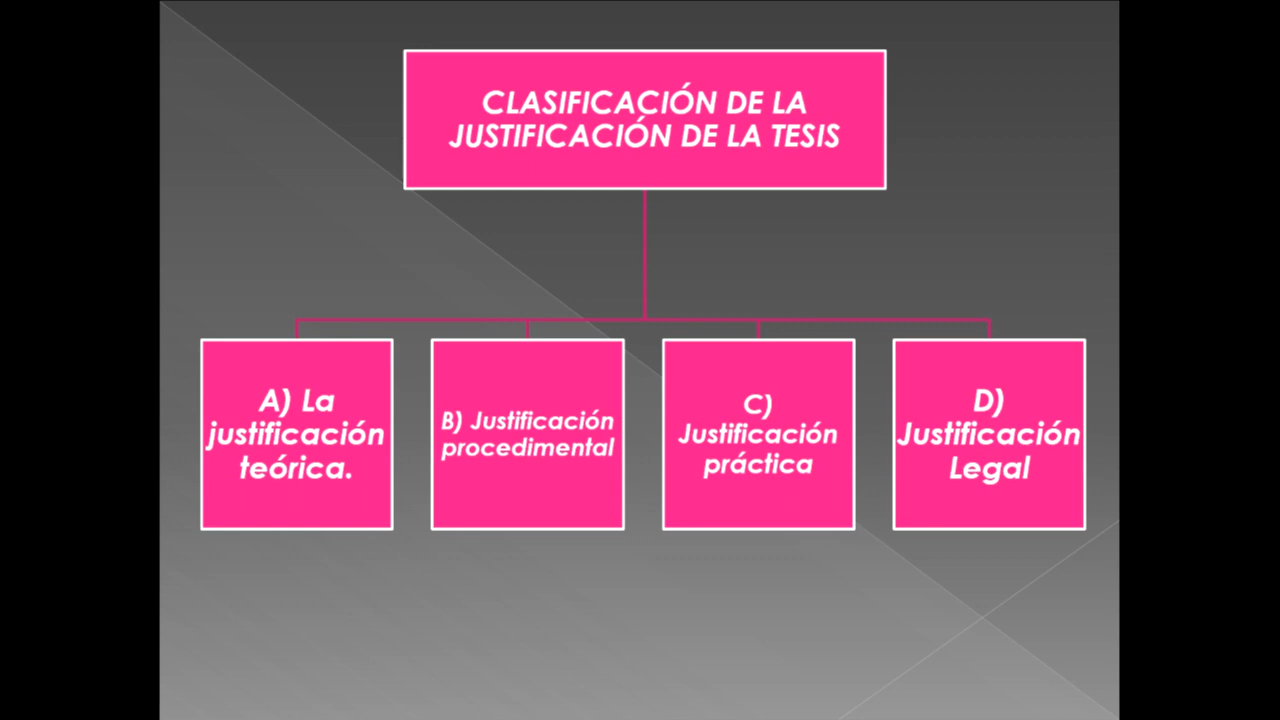 CLASIFICACIÓN DE LA
JUSTIFICACIÓN DE LA TESIS
A) La
justificación
teórica.
B) Justificación
procedimental
C)
Justificación
práctica
D)
Justificación
Legal